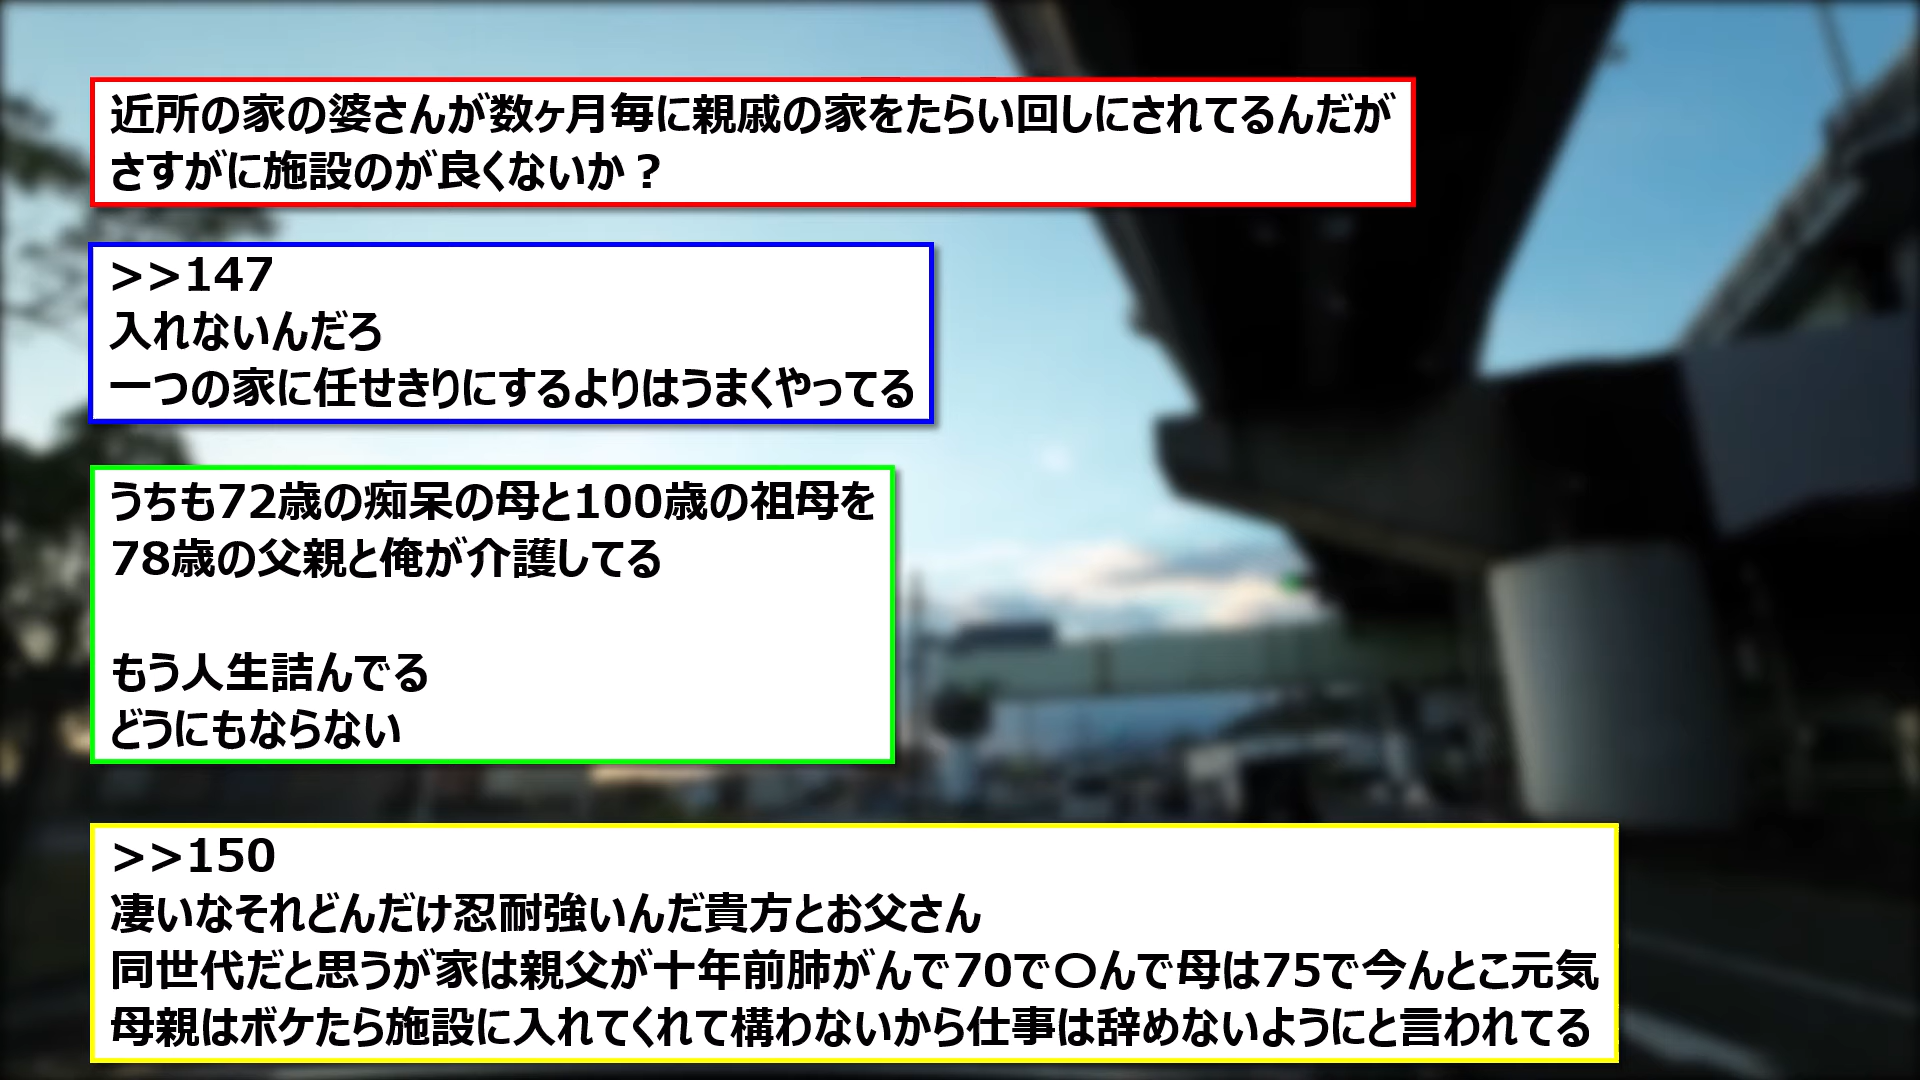 近所の家の婆さんが数ヶ月毎に親戚の家をたらい回しにされてるんだが
さすがに施設のが良くないか？
>>147
入れないんだろ
一つの家に任せきりにするよりはうまくやってる
うちも72歳の痴呆の母と100歳の祖母を
78歳の父親と俺が介護してる
もう人生詰んでる
どうにもならない
>>150
凄いなそれどんだけ忍耐強いんだ貴方とお父さん
同世代だと思うが家は親父が十年前肺がんで70で〇んで母は75で今んとこ元気
母親はボケたら施設に入れてくれて構わないから仕事は辞めないようにと言われてる